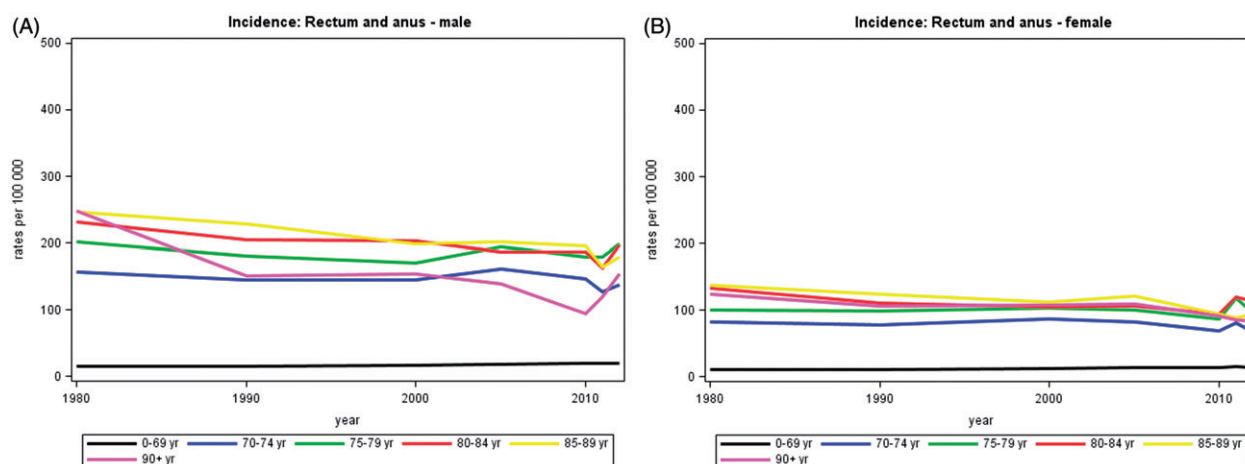 (A)
Incidence: Rectum and anus - male
500
400
300
200
100
0
rates per 100 000
1980
1990
2000
2010
year
0-69 yr 70-74 yr 75-79 yr 80-84 yr 85-89 yr
90+ yr
(B)
Incidence: Rectum and anus - female
500
400
300
200
100
0
rates per 100 000
1980
1990
2000
2010
year
0-69 yr 70-74 yr 75-79 yr 80-84 yr 85-89 yr
90+ yr